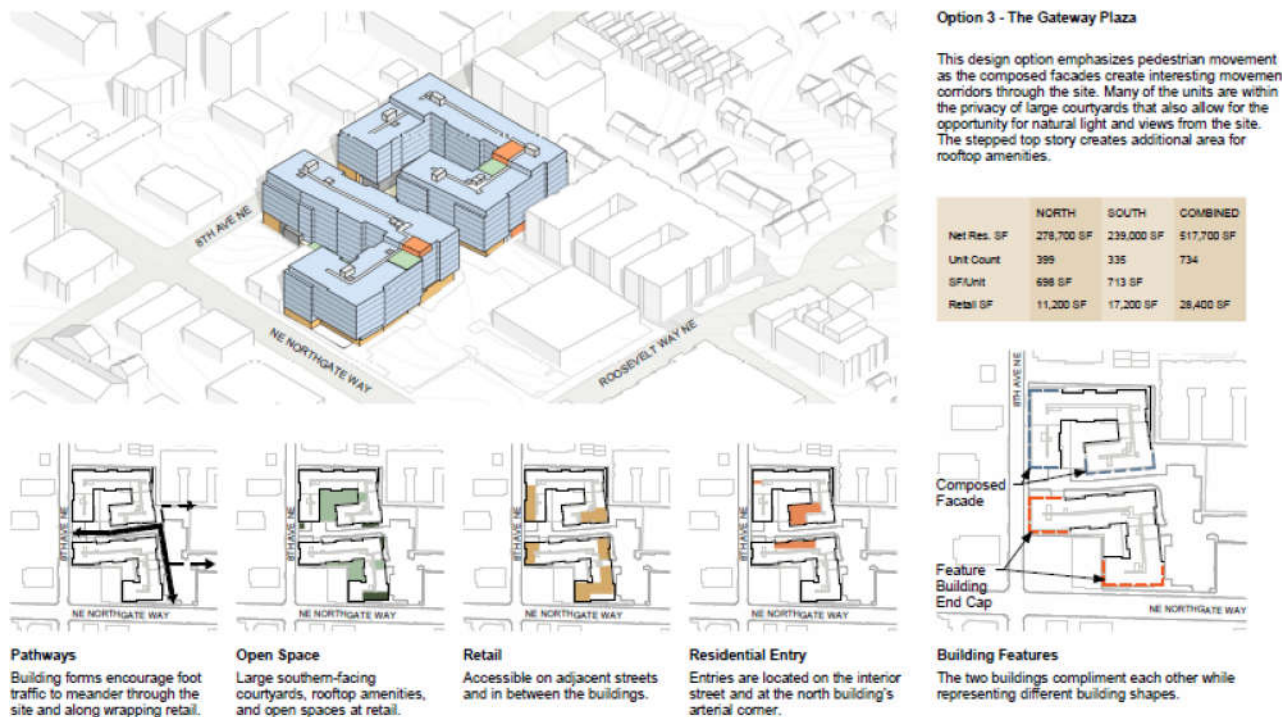 Option 3 - The Gateway Plaza
This design option emphasizes pedestrian movement
as the composed facades create interesting movemen
corridors through the site. Many of the units are within
the privacy of large courtyards that also allow for the
opportunity for natural light and views from the site.
The stepped top story creates additional area for
rooftop amenities.
NORTH SOUTH COMBINED
Net Res. SF 278,700 SF 239,000 SF 517,700 SF
Unit Count 399 335 734
SF/Unit 698 SF 713 SF
Retail SF 11,200 SF 17,200 SF 28,400 SF
8TH AVE NE
NE NORTHGATE WAY
ROOSEVELT WAY NE
8TH AVE NE
NE NORTHGATE WAY
Pathways
Building forms encourage foot
traffic to meander through the
site and along wrapping retail.
8TH AVE NE
NE NORTHGATE WAY
Open Space
Large southern-facing
courtyards, rooftop amenities,
and open spaces at retail.
8TH AVE NE
NE NORTHGATE WAY
Retail
Accessible on adjacent streets
and in between the buildings.
8TH AVE NE
NE NORTHGATE WAY
Residential Entry
Entries are located on the interior
street and at the north building's
arterial corner.
8TH AVE NE
Composed
Facade
Feature
Building
End Cap
NE NORTHGATE WAY
Building Features
The two buildings compliment each other while
representing different building shapes.